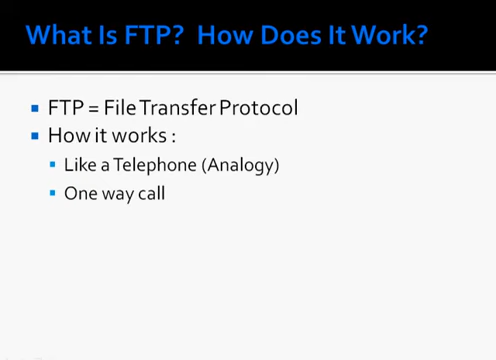 What Is FTP? How Does It Work?
FTP = File Transfer Protocol
How it works :
Like a Telephone (Analogy)
One way call